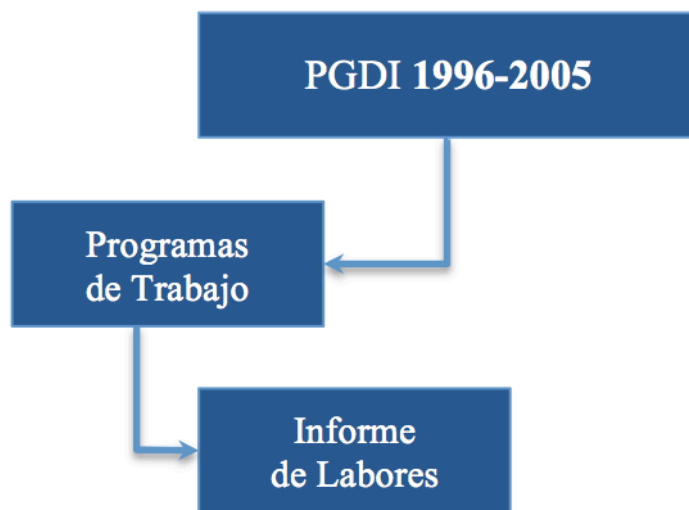 PGDI 1996-2005
Programas
de Trabajo
Informe
de Labores